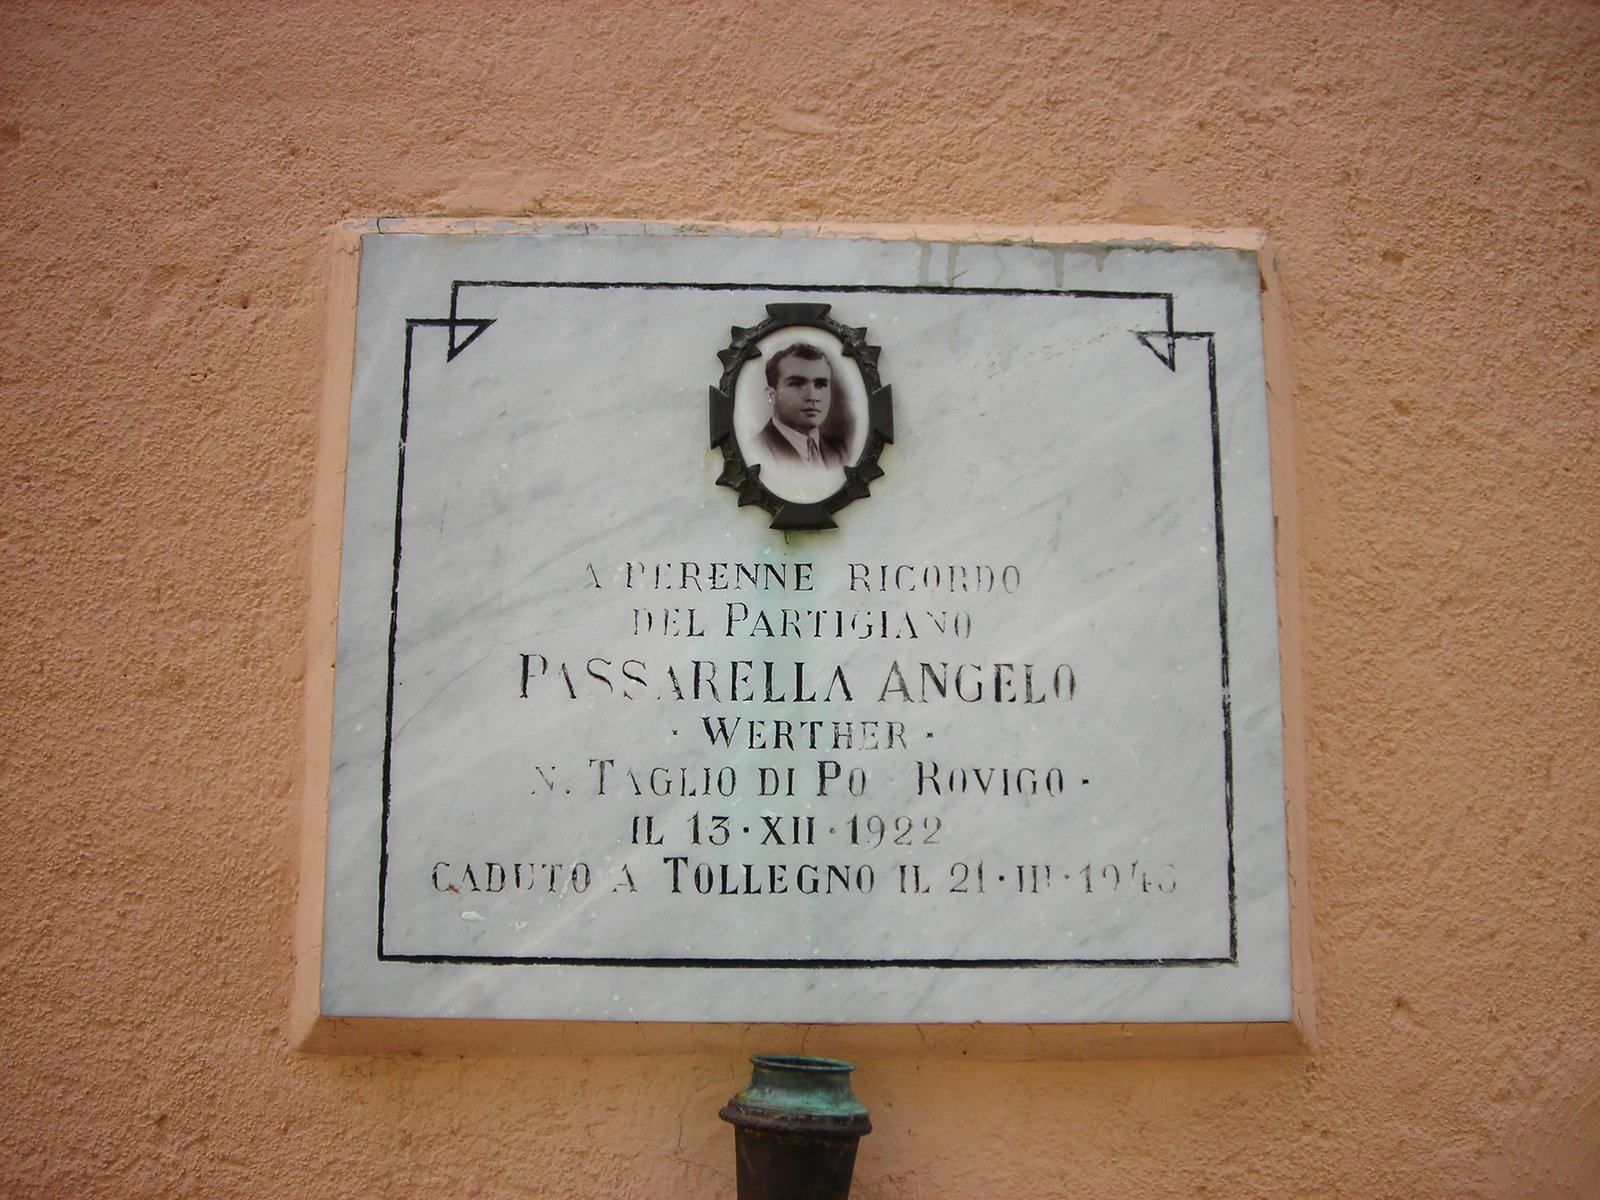 A PERENNE RICORDO
DEL PARTIGIANO
PASSARELLA ANGELO
· WERTHER ·
N. TAGLIO DI PO · ROVIGO ·
IL 13·XII·1922
CADUTO A TOLLEGNO IL 21·III·1945